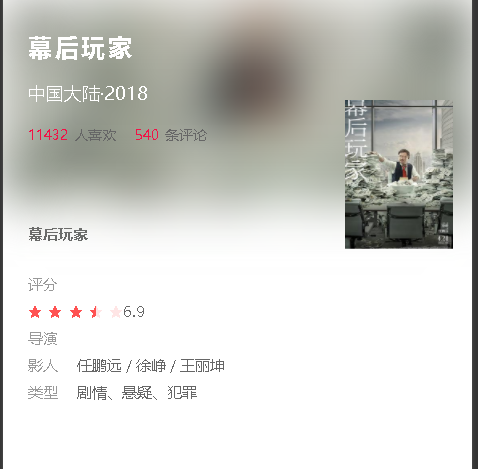 幕后玩家
中国大陆·2018
11432 人喜欢 540 条评论
幕后玩家
幕后玩家
评分
6.9
导演
影人 任鹏远 / 徐峥 / 王丽坤
类型 剧情、悬疑、犯罪